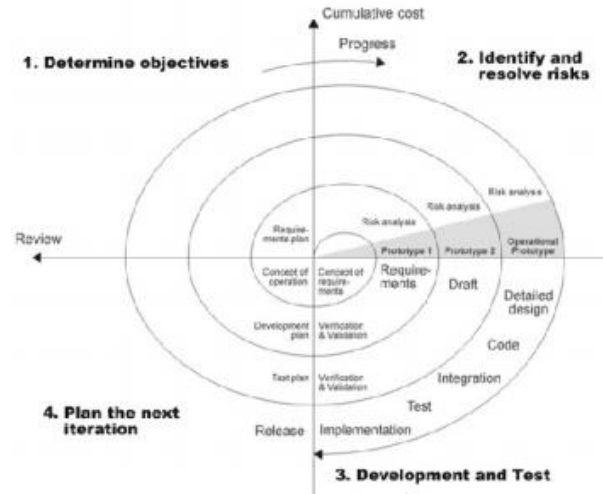 Cumulative cost
Progress
1. Determine objectives
2. Identify and
resolve risks
Risk analysis
Risk analysis
Risk analysis
Require-
ments plan
Review
Prototype 1
Prototype 2
Operational
Prototype
Concept of
operation
Concept of
require-
ments
Require-
ments
Draft
Detailed
design
Development
plan
Verification
& Validation
Code
Test plan
Verification
& Validation
Integration
Test
4. Plan the next
iteration
Release
Implementation
3. Development and Test